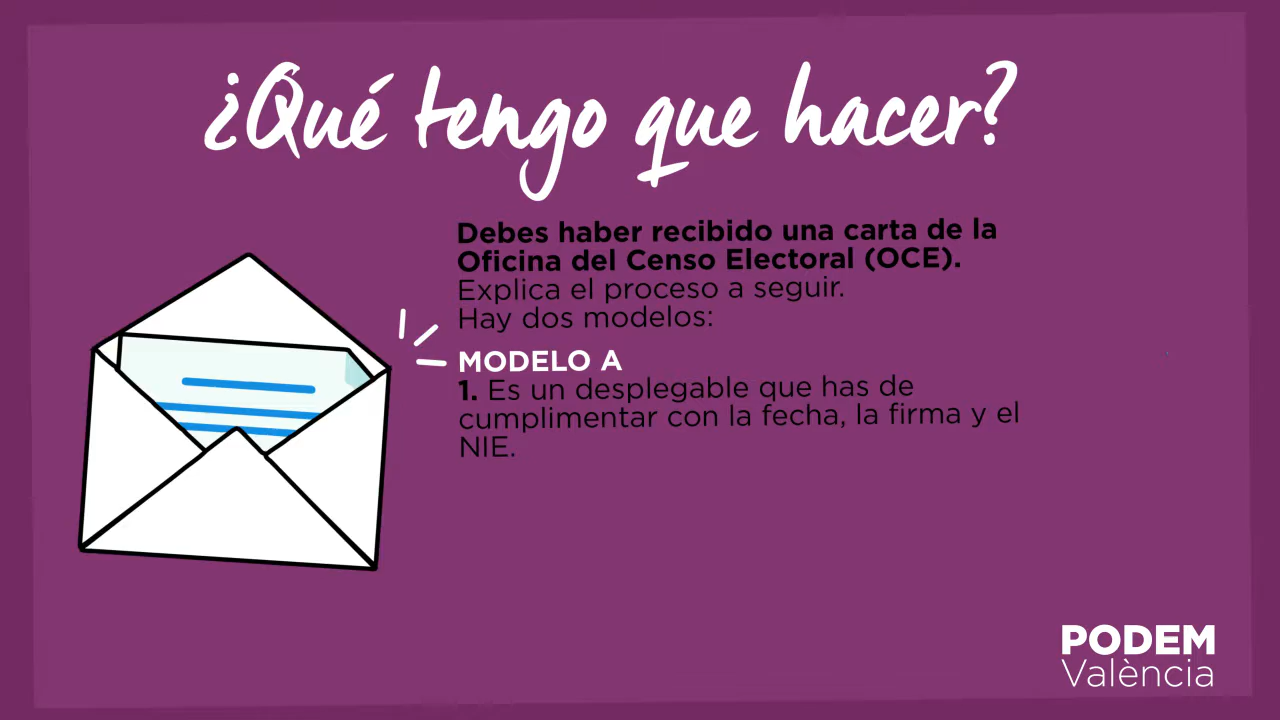 ¿Qué tengo que hacer?
Debes haber recibido una carta de la
Oficina del Censo Electoral (OCE).
Explica el proceso a seguir.
Hay dos modelos:
MODELO A
1. Es un desplegable que has de
cumplimentar con la fecha, la firma y el
NIE.
PODEM
València